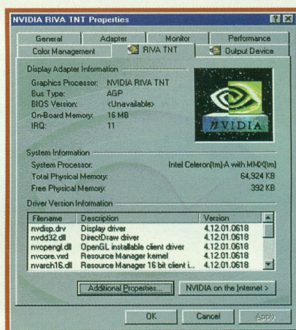 NVIDIA RIVA TNT Properties
General Adapter Monitor Performance
Color Management RIVA TNT Output Device
Display Adapter Information
Graphics Processor: NVIDIA RIVA TNT
Bus Type: AGP
BIOS Version: <Unavailable>
On-Board Memory: 16 MB
IRQ: 11
NVIDIA
System Information
System Processor: Intel Celeron(tm)-A with MMX(tm)
Total Physical Memory: 64,924 KB
Free Physical Memory: 392 KB
Driver Version Information
Filename Description Version
nvdisp.drv Display driver 4.12.01.0618
nvdd32.dll DirectDraw driver 4.12.01.0618
nvopengl.dll OpenGL installable client driver 4.12.01.0618
nvcore.vxd Resource Manager kernel 4.12.01.0618
nvarch16.dll Resource Manager 16 bit client i... 4.12.01.0618
Additional Properties... NVIDIA on the Internet >
OK Cancel Apply